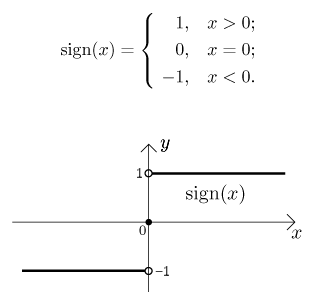 sign(x) = { 1, x > 0;
0, x = 0;
−1, x < 0.
y
1
sign(x)
0
x
−1